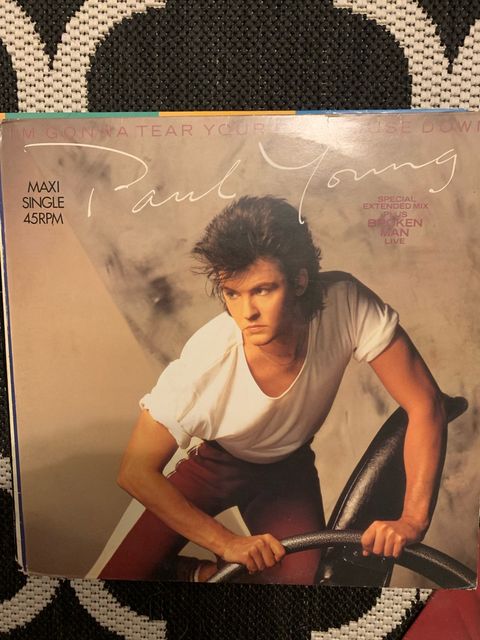 I'M GONNA TEAR YOUR DOWN
Paul Young
MAXI
SINGLE
45RPM
SPECIAL
EXTENDED MIX
PLUS
BROKEN
MAN
LIVE